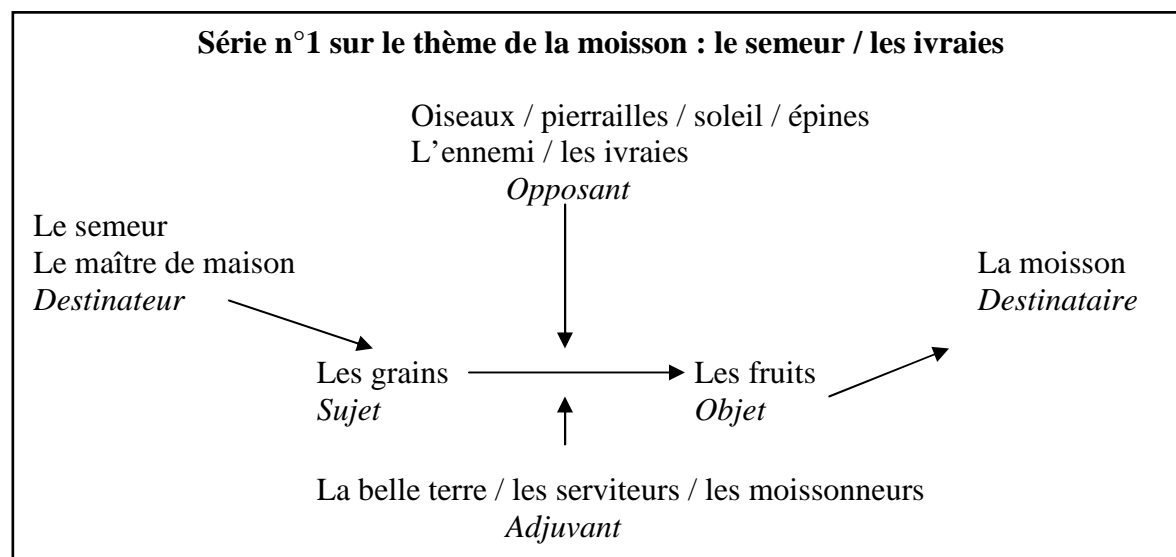 Série n°1 sur le thème de la moisson : le semeur / les ivraies
Oiseaux / pierrailles / soleil / épines
L’ennemi / les ivraies
Opposant
Le semeur
Le maître de maison
Destinateur
La moisson
Destinataire
Les grains
Sujet
Les fruits
Objet
La belle terre / les serviteurs / les moissonneurs
Adjuvant